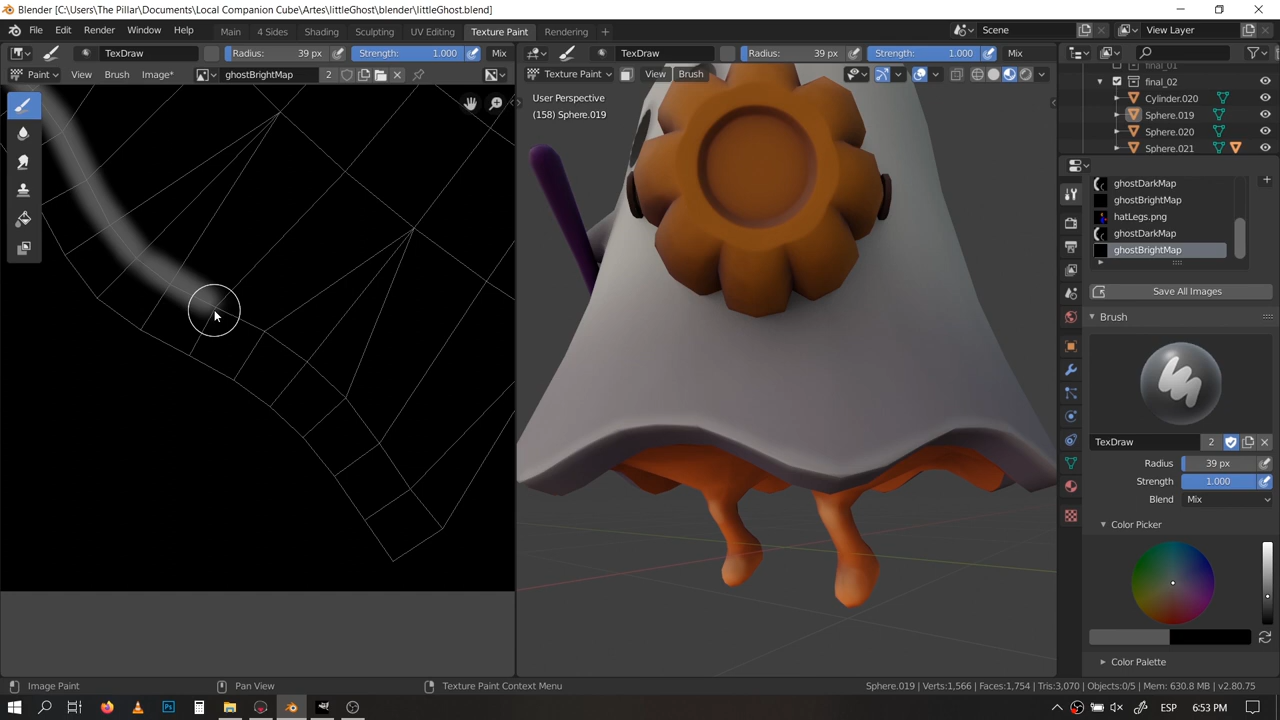 Blender [C:\Users\The Pillar\Documents\Local Companion Cube\Artes\littleGhost\blender\littleGhost.blend]
File Edit Render Window Help Main 4 Sides Shading UV Editing Texture Paint Rendering Scene View Layer
TexDraw Radius: 39 px Strength: 1.000 Mix TexDraw Radius: 39 px Strength: 1.000 Mix
Paint View Brush Image* ghostBrightMap 2 Texture Paint View Brush
final_01
final_02
User Perspective
(158) Sphere.019
Cylinder.020
Sphere.019
Sphere.020
Sphere.021
ghostDarkMap
ghostBrightMap
hatLegs.png
ghostDarkMap
ghostBrightMap
Save All Images
Brush
TexDraw 2
Radius 39 px
Strength 1.000
Blend Mix
Color Picker
Color Palette
Image Paint Pan View Texture Paint Context Menu Sphere.019 | Verts:1,566 | Faces:1,754 | Tris:3,070 | Objects:0/5 | Mem: 630.8 MB | v2.80.75
ESP 6:53 PM